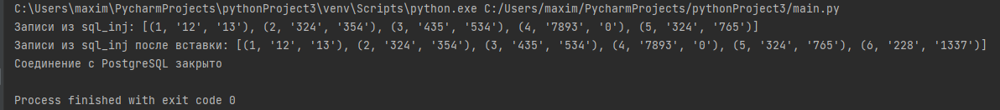 C:\Users\maxim\PycharmProjects\pythonProject3\venv\Scripts\python.exe C:/Users/maxim/PycharmProjects/pythonProject3/main.py
Записи из sql_inj: [(1, '12', '13'), (2, '324', '354'), (3, '435', '534'), (4, '7893', '0'), (5, '324', '765')]
Записи из sql_inj после вставки: [(1, '12', '13'), (2, '324', '354'), (3, '435', '534'), (4, '7893', '0'), (5, '324', '765'), (6, '228', '1337')]
Соединение с PostgreSQL закрыто
Process finished with exit code 0